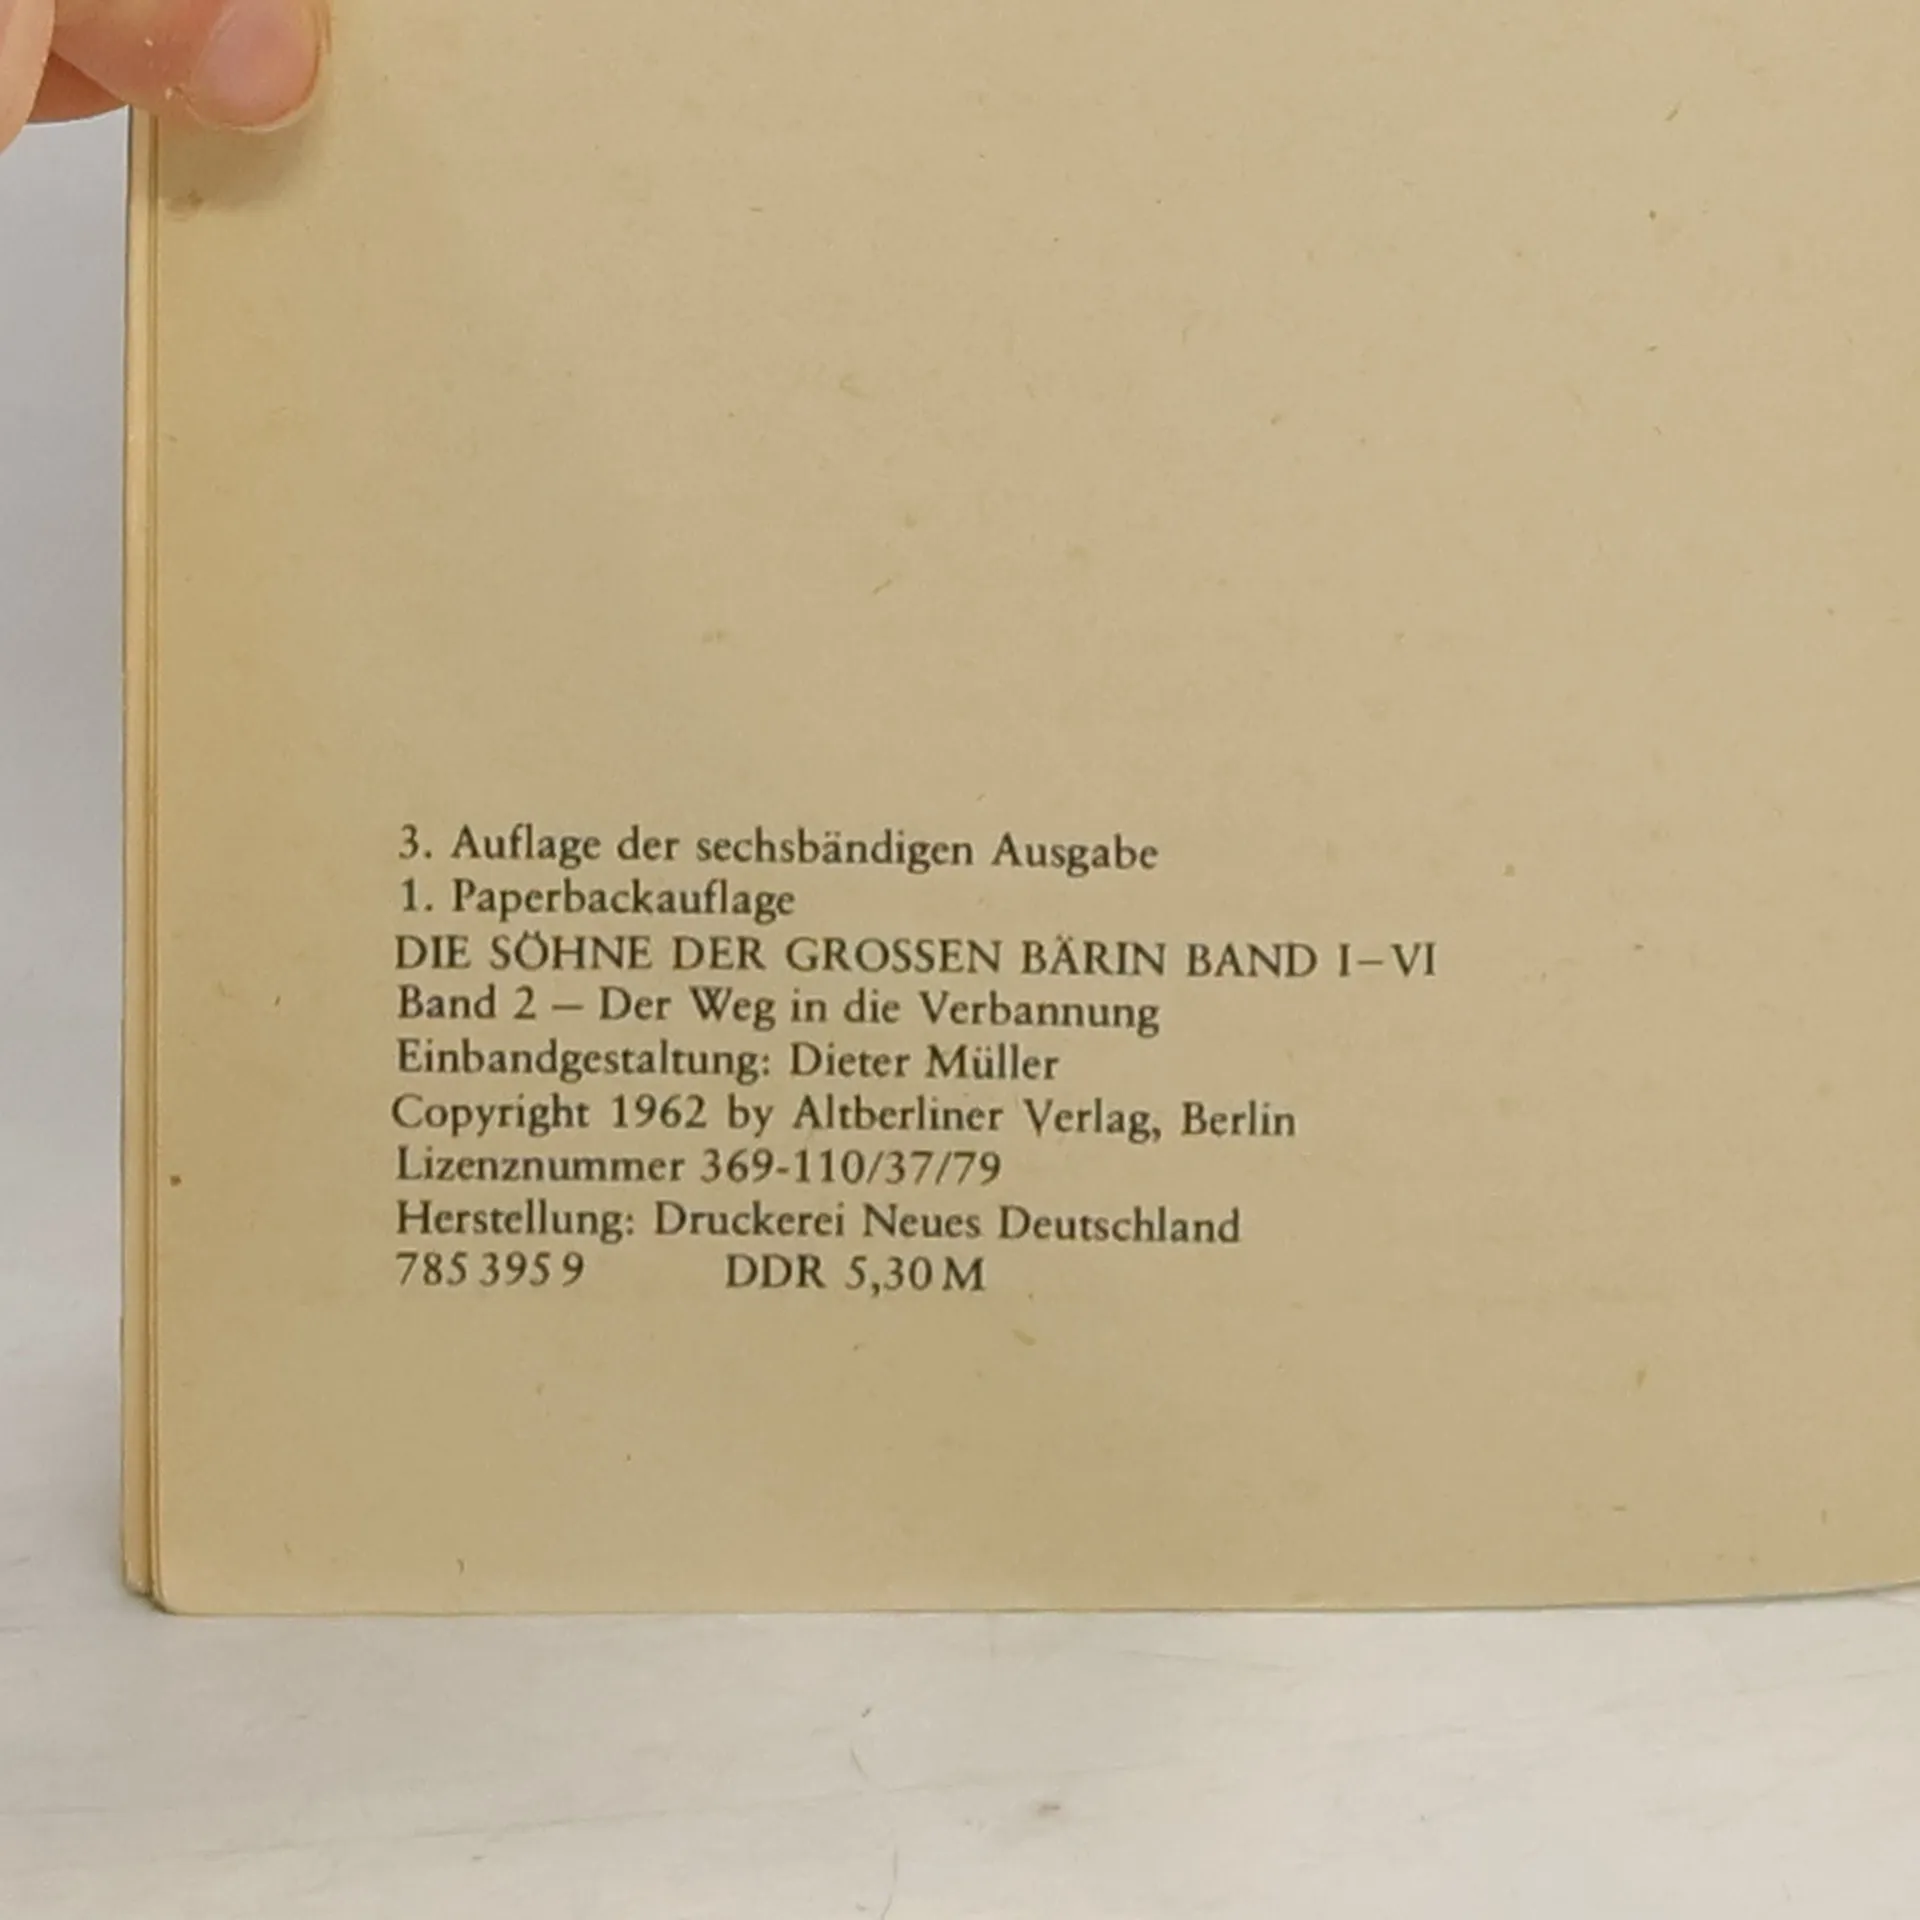 3. Auflage der sechsbändigen Ausgabe
1. Paperbackauflage
DIE SÖHNE DER GROSSEN BÄRIN BAND I–VI
Band 2 – Der Weg in die Verbannung
Einbandgestaltung: Dieter Müller
Copyright 1962 by Altberliner Verlag, Berlin
Lizenznummer 369-110/37/79
Herstellung: Druckerei Neues Deutschland
785 395 9 DDR 5,30 M